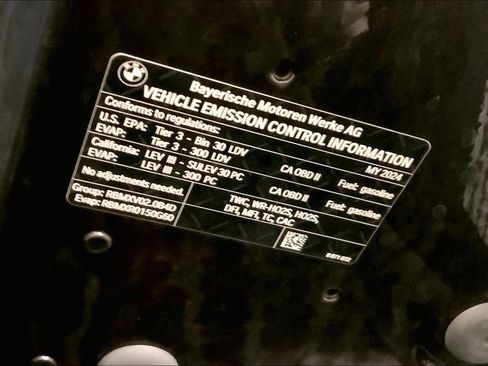 BMW
Bayerische Motoren Werke AG
VEHICLE EMISSION CONTROL INFORMATION
Conforms to regulations: MY 2024
U.S. EPA: Tier 3 - Bin 30 LDV CA OBD II Fuel: gasoline
EVAP: Tier 3 - 300 LDV
California: LEV III - SULEV 30 PC CA OBD II Fuel: gasoline
EVAP: LEV III - 300 PC
No adjustments needed. TWC, WR-HO2S, HO2S,
DFI, MFI, TC, CAC
Group: RBMXV02.0B4D
Evap: RBMXR0150G60